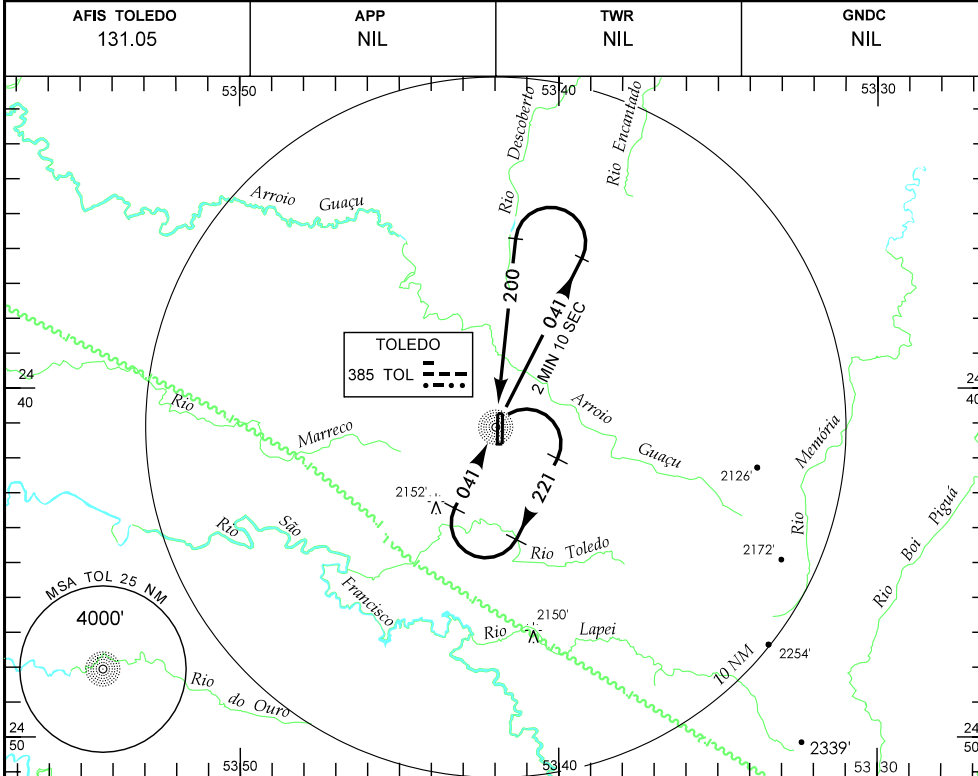 AFIS TOLEDO
131.05
APP
NIL
TWR
NIL
GNDC
NIL
53 50
53 40
53 30
Rio Descoberto
Rio Encantado
Arroio Guaçu
200
041
2 MIN 10 SEC
TOLEDO
385 TOL
24
40
24
40
Rio Marreco
Arroio Guaçu
Rio Memória
2126'
041
221
2152'
Rio São Francisco
Rio Toledo
2172'
Rio Boi Piguá
MSA TOL 25 NM
4000'
2150'
Rio Lapei
10 NM
2254'
Rio do Ouro
2339'
24
50
24
50
53 50
53 40
53 30